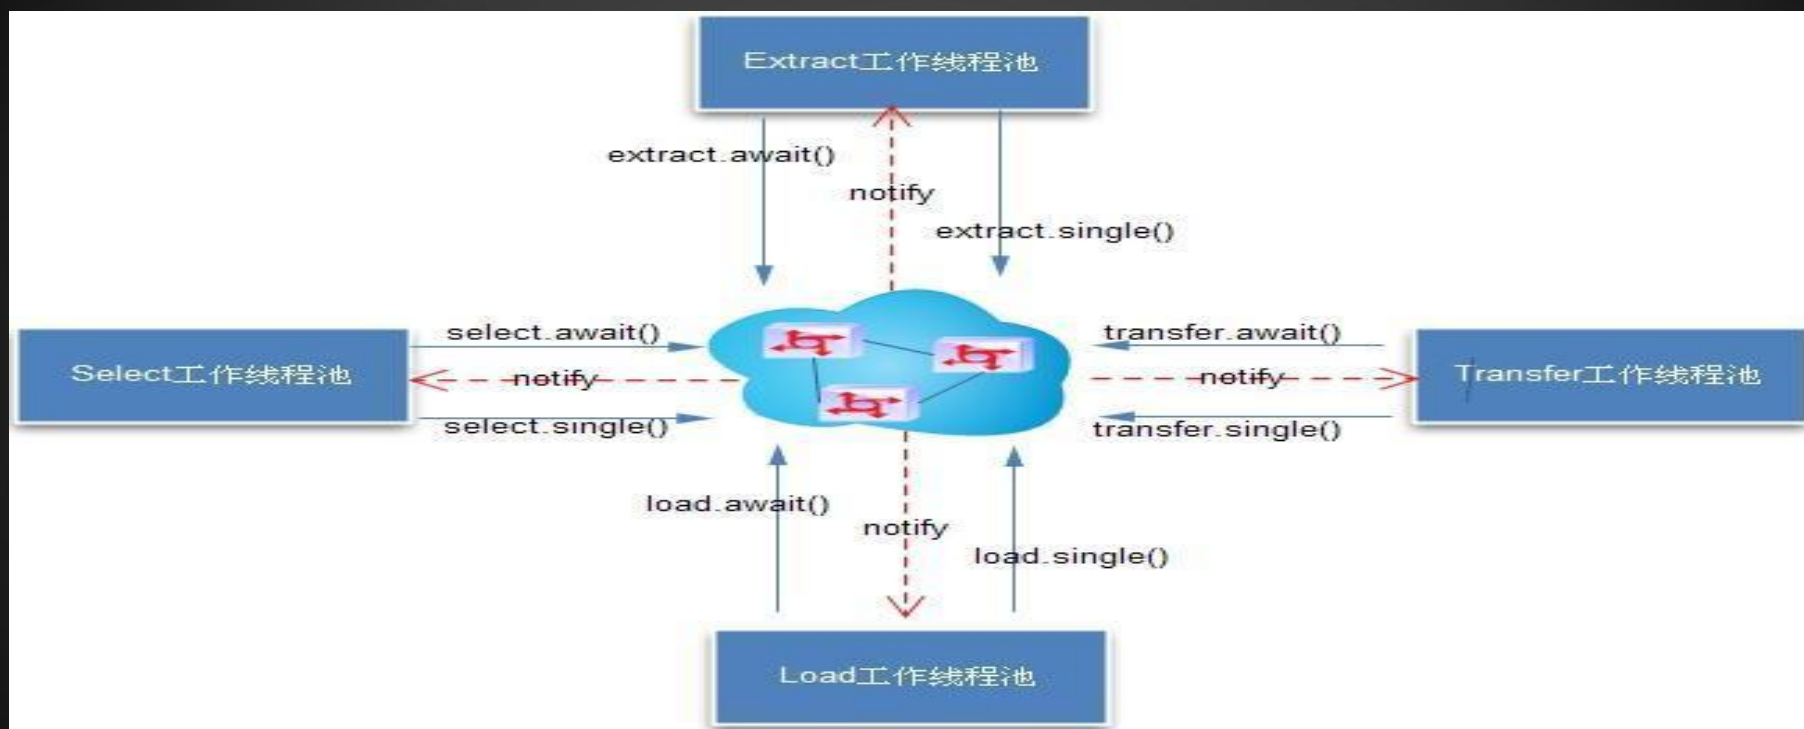 Extract工作线程池
extract.await()
notify
extract.single()
select.await()
transfer.await()
Select工作线程池
notify
notify
Transfer工作线程池
select.single()
transfer.single()
load.await()
notify
load.single()
Load工作线程池